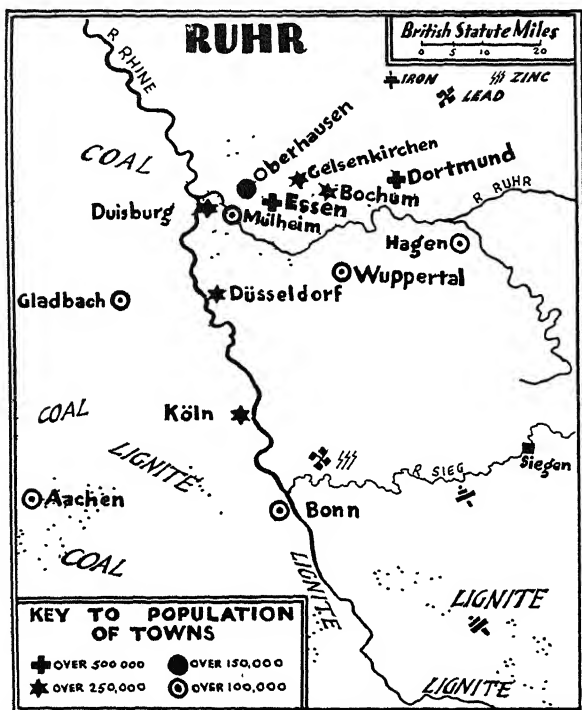 RUHR
British Statute Miles
0 5 10 20
IRON
ZINC
LEAD
R RHINE
COAL
Oberhausen
Gelsenkirchen
Dortmund
Bochum
Essen
R RUHR
Duisburg
Mülheim
Hagen
Wuppertal
Gladbach
Düsseldorf
COAL
Köln
LIGNITE
Siegen
R SIEG
Aachen
Bonn
COAL
LIGNITE
LIGNITE
LIGNITE
KEY TO POPULATION
OF TOWNS
OVER 500 000 OVER 150,000
OVER 250,000 OVER 100,000